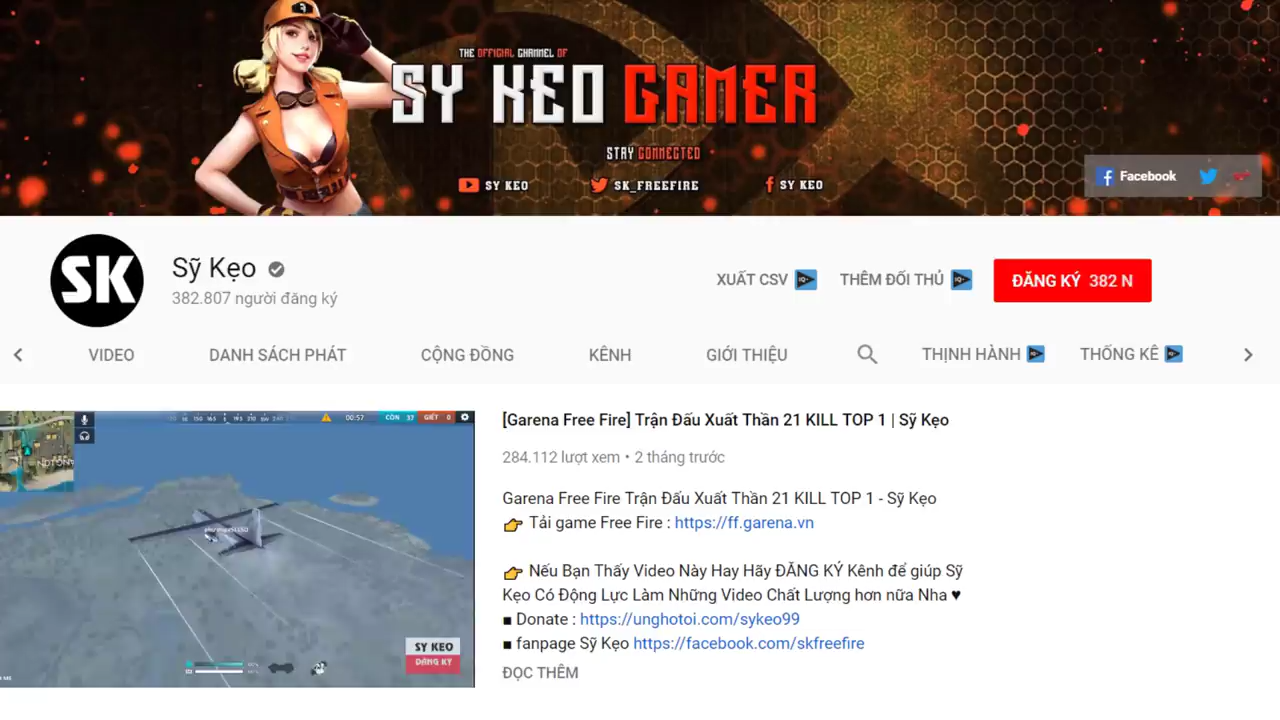 THE OFFICIAL CHANNEL OF
SY KEO GAMER
STAY CONNECTED
SY KEO
SK_FREEFIRE
SY KEO
Facebook
SK
Sỹ Kẹo
382.807 người đăng ký
XUẤT CSV
THÊM ĐỐI THỦ
ĐĂNG KÝ 382 N
VIDEO
DANH SÁCH PHÁT
CỘNG ĐỒNG
KÊNH
GIỚI THIỆU
THỊNH HÀNH
THỐNG KÊ
00:57
CÒN 37
GIẾT 0
SY KEO
ĐĂNG KÝ
[Garena Free Fire] Trận Đấu Xuất Thần 21 KILL TOP 1 | Sỹ Kẹo
284.112 lượt xem • 2 tháng trước
Garena Free Fire Trận Đấu Xuất Thần 21 KILL TOP 1 - Sỹ Kẹo
👉 Tải game Free Fire : https://ff.garena.vn
👉 Nếu Bạn Thấy Video Này Hay Hãy ĐĂNG KÝ Kênh để giúp Sỹ
Kẹo Có Động Lực Làm Những Video Chất Lượng hơn nữa Nha ♥
■ Donate : https://unghotoi.com/sykeo99
■ fanpage Sỹ Kẹo https://facebook.com/skfreefire
ĐỌC THÊM